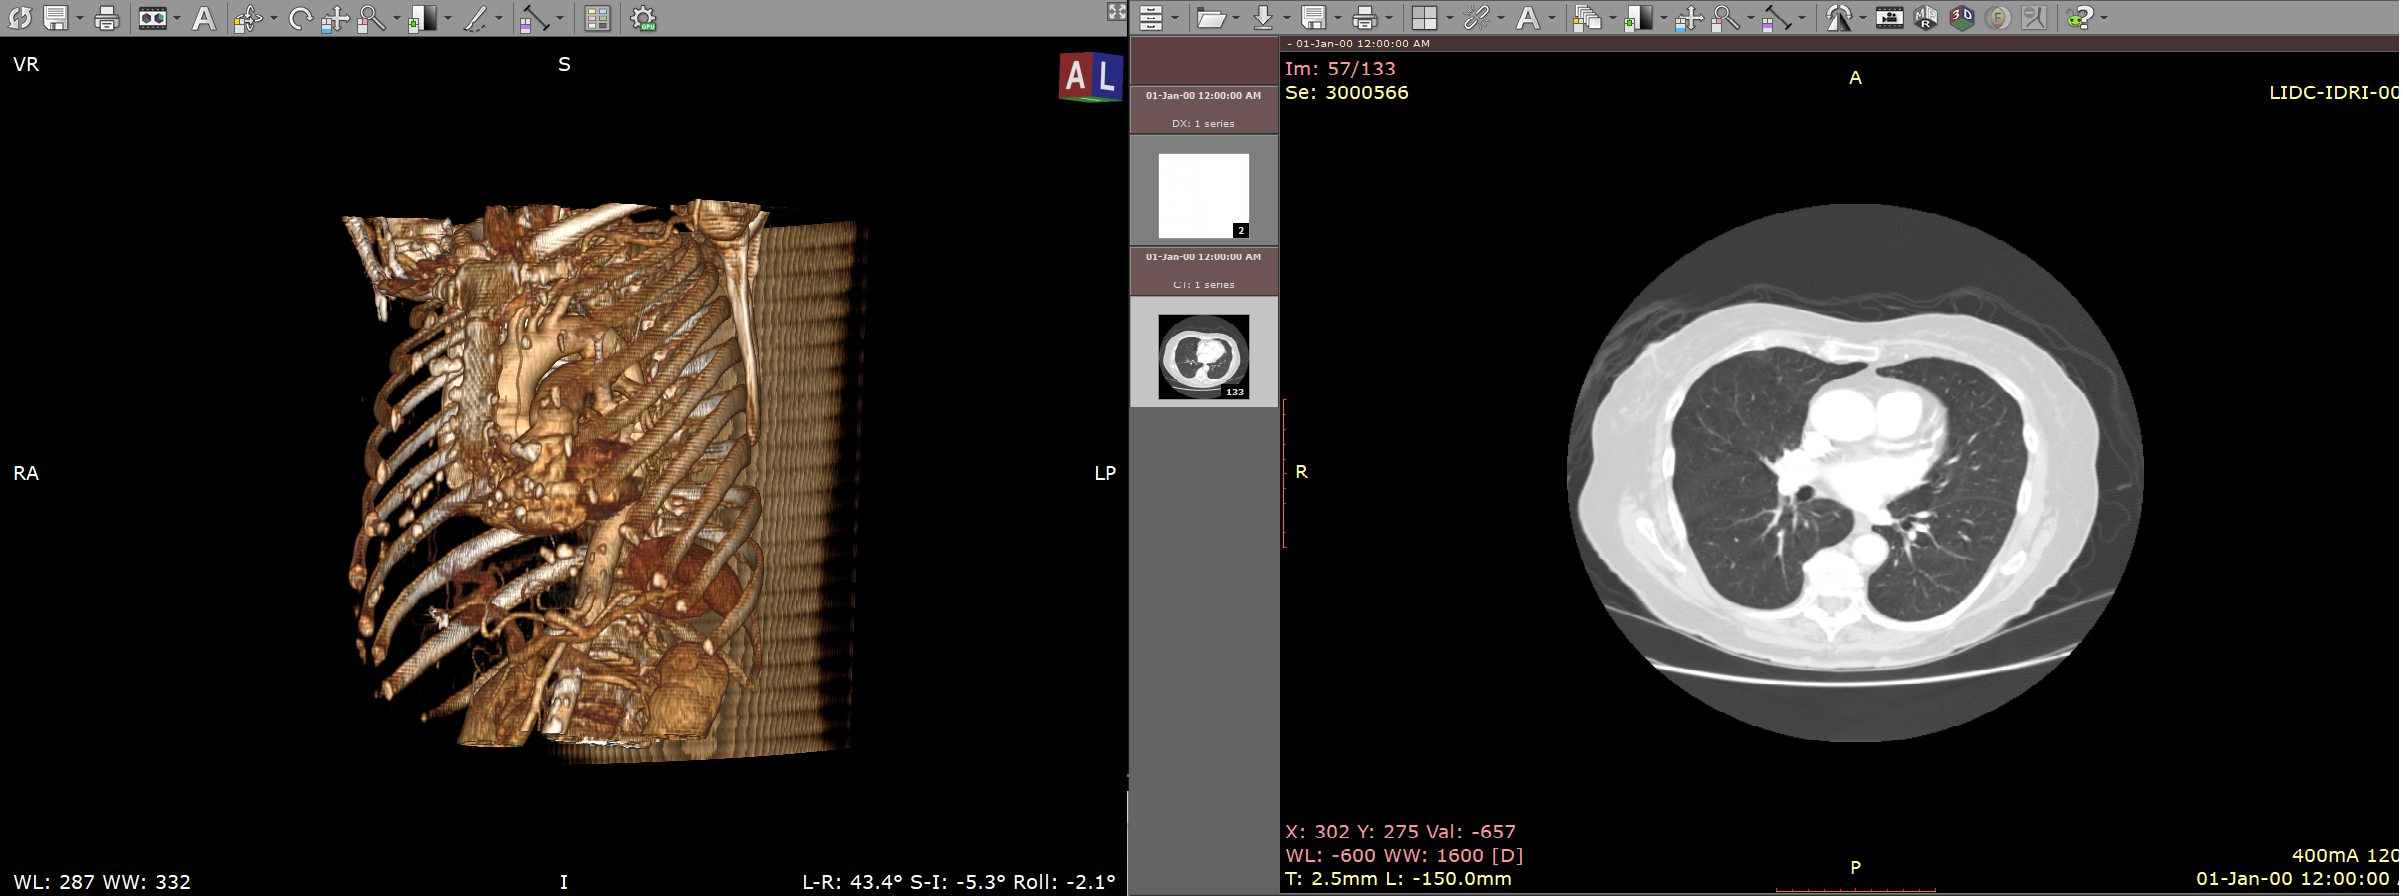 VR
S
A L
RA
LP
WL: 287 WW: 332
I
L-R: 43.4° S-I: -5.3° Roll: -2.1°
01-Jan-00 12:00:00 AM
DX: 1 series
2
01-Jan-00 12:00:00 AM
CT: 1 series
133
- 01-Jan-00 12:00:00 AM
Im: 57/133
Se: 3000566
A
LIDC-IDRI-00
R
X: 302 Y: 275 Val: -657
WL: -600 WW: 1600 [D]
T: 2.5mm L: -150.0mm
P
400mA 120
01-Jan-00 12:00:00